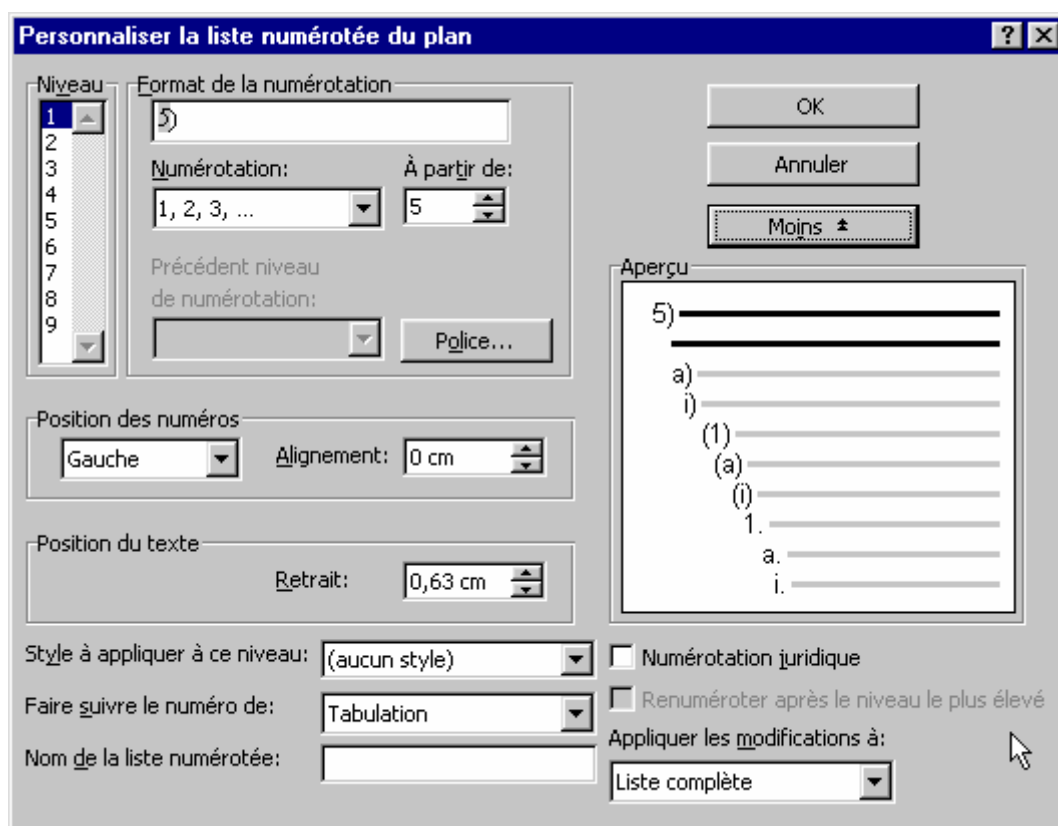 Personnaliser la liste numérotée du plan
Niveau
1
2
3
4
5
6
7
8
9
Format de la numérotation
5)
Numérotation:
À partir de:
1, 2, 3, ...
5
Précédent niveau
de numérotation:
Police...
OK
Annuler
Moins
Aperçu
5)
a)
i)
(1)
(a)
(i)
1.
a.
i.
Position des numéros
Gauche
Alignement:
0 cm
Position du texte
Retrait:
0,63 cm
Style à appliquer à ce niveau:
(aucun style)
Faire suivre le numéro de:
Tabulation
Nom de la liste numérotée:
Numérotation juridique
Renuméroter après le niveau le plus élevé
Appliquer les modifications à:
Liste complète